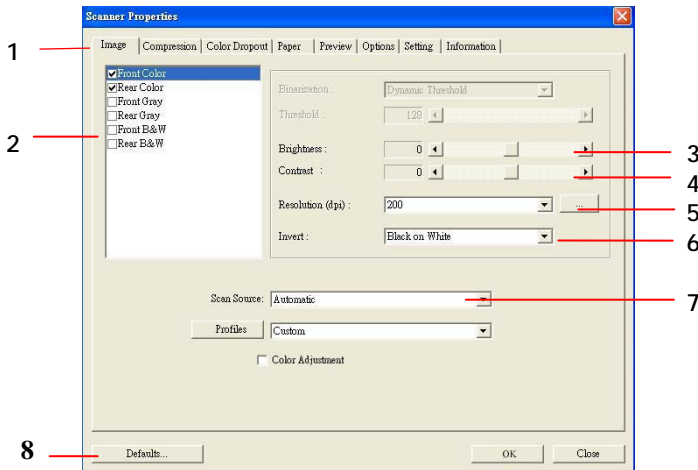 Scanner Properties
1
Image Compression Color Dropout Paper Preview Options Setting Information
Front Color
Rear Color
Front Gray
Rear Gray
Front B&W
Rear B&W
2
Binarization : Dynamic Threshold
Threshold : 128
Brightness : 0
3
Contrast : 0
4
Resolution (dpi) : 200 ...
5
Invert : Black on White
6
Scan Source: Automatic
7
Profiles Custom
Color Adjustment
8
Defaults... OK Close